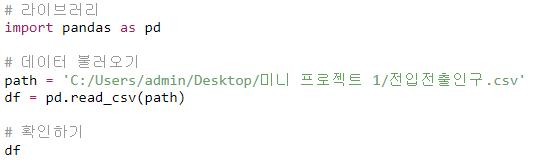 # 라이브러리
import pandas as pd
# 데이터 불러오기
path = 'C:/Users/admin/Desktop/미니 프로젝트 1/전입전출인구.csv'
df = pd.read_csv(path)
# 확인하기
df